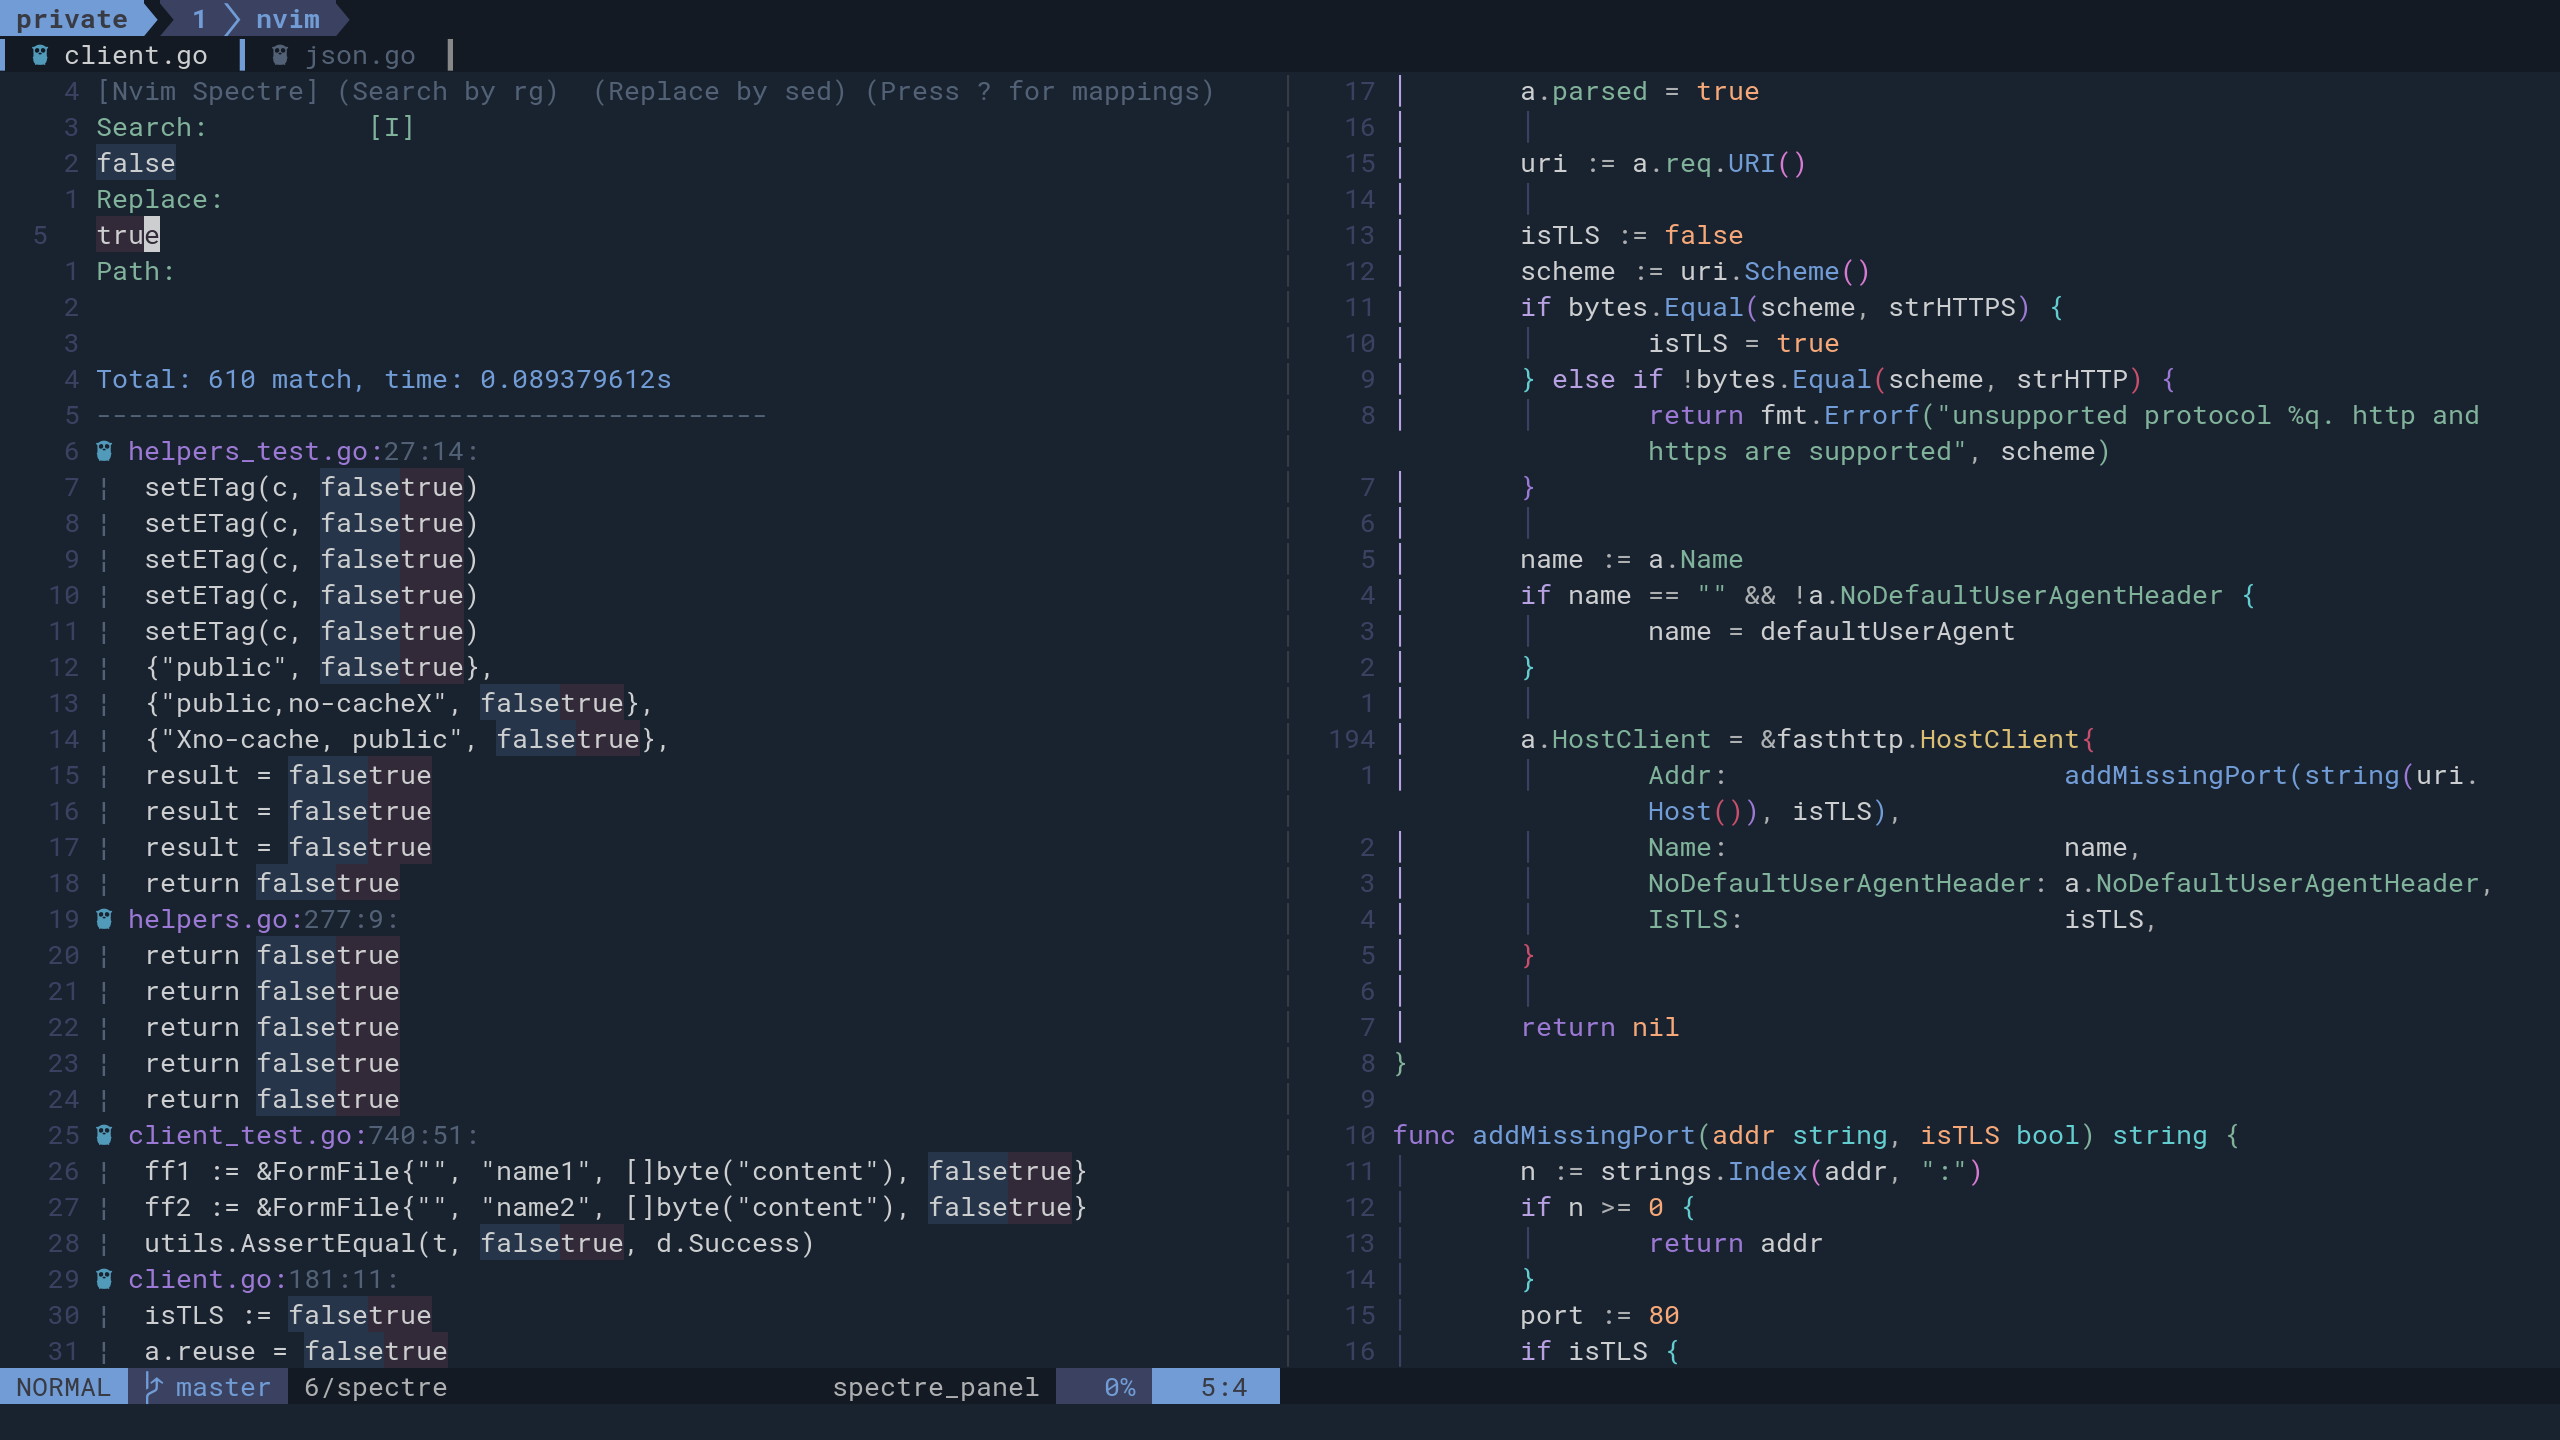 private 1 nvim
client.go json.go
4 [Nvim Spectre] (Search by rg)  (Replace by sed) (Press ? for mappings)
3 Search:          [I]
2 false
1 Replace:
5 true
1 Path:
2
3
4 Total: 610 match, time: 0.089379612s
5 ------------------------------------------
6 helpers_test.go:27:14:
7 ¦  setETag(c, falsetrue)
8 ¦  setETag(c, falsetrue)
9 ¦  setETag(c, falsetrue)
10 ¦  setETag(c, falsetrue)
11 ¦  setETag(c, falsetrue)
12 ¦  {"public", falsetrue},
13 ¦  {"public,no-cacheX", falsetrue},
14 ¦  {"Xno-cache, public", falsetrue},
15 ¦  result = falsetrue
16 ¦  result = falsetrue
17 ¦  result = falsetrue
18 ¦  return falsetrue
19 helpers.go:277:9:
20 ¦  return falsetrue
21 ¦  return falsetrue
22 ¦  return falsetrue
23 ¦  return falsetrue
24 ¦  return falsetrue
25 client_test.go:740:51:
26 ¦  ff1 := &FormFile{"", "name1", []byte("content"), falsetrue}
27 ¦  ff2 := &FormFile{"", "name2", []byte("content"), falsetrue}
28 ¦  utils.AssertEqual(t, falsetrue, d.Success)
29 client.go:181:11:
30 ¦  isTLS := falsetrue
31 ¦  a.reuse = falsetrue
17 a.parsed = true
16
15 uri := a.req.URI()
14
13 isTLS := false
12 scheme := uri.Scheme()
11 if bytes.Equal(scheme, strHTTPS) {
10 isTLS = true
9 } else if !bytes.Equal(scheme, strHTTP) {
8 return fmt.Errorf("unsupported protocol %q. http and
https are supported", scheme)
7 }
6
5 name := a.Name
4 if name == "" && !a.NoDefaultUserAgentHeader {
3 name = defaultUserAgent
2 }
1
194 a.HostClient = &fasthttp.HostClient{
1 Addr:                     addMissingPort(string(uri.
Host()), isTLS),
2 Name:                     name,
3 NoDefaultUserAgentHeader: a.NoDefaultUserAgentHeader,
4 IsTLS:                    isTLS,
5 }
6
7 return nil
8 }
9
10 func addMissingPort(addr string, isTLS bool) string {
11 n := strings.Index(addr, ":")
12 if n >= 0 {
13 return addr
14 }
15 port := 80
16 if isTLS {
NORMAL master 6/spectre spectre_panel 0% 5:4